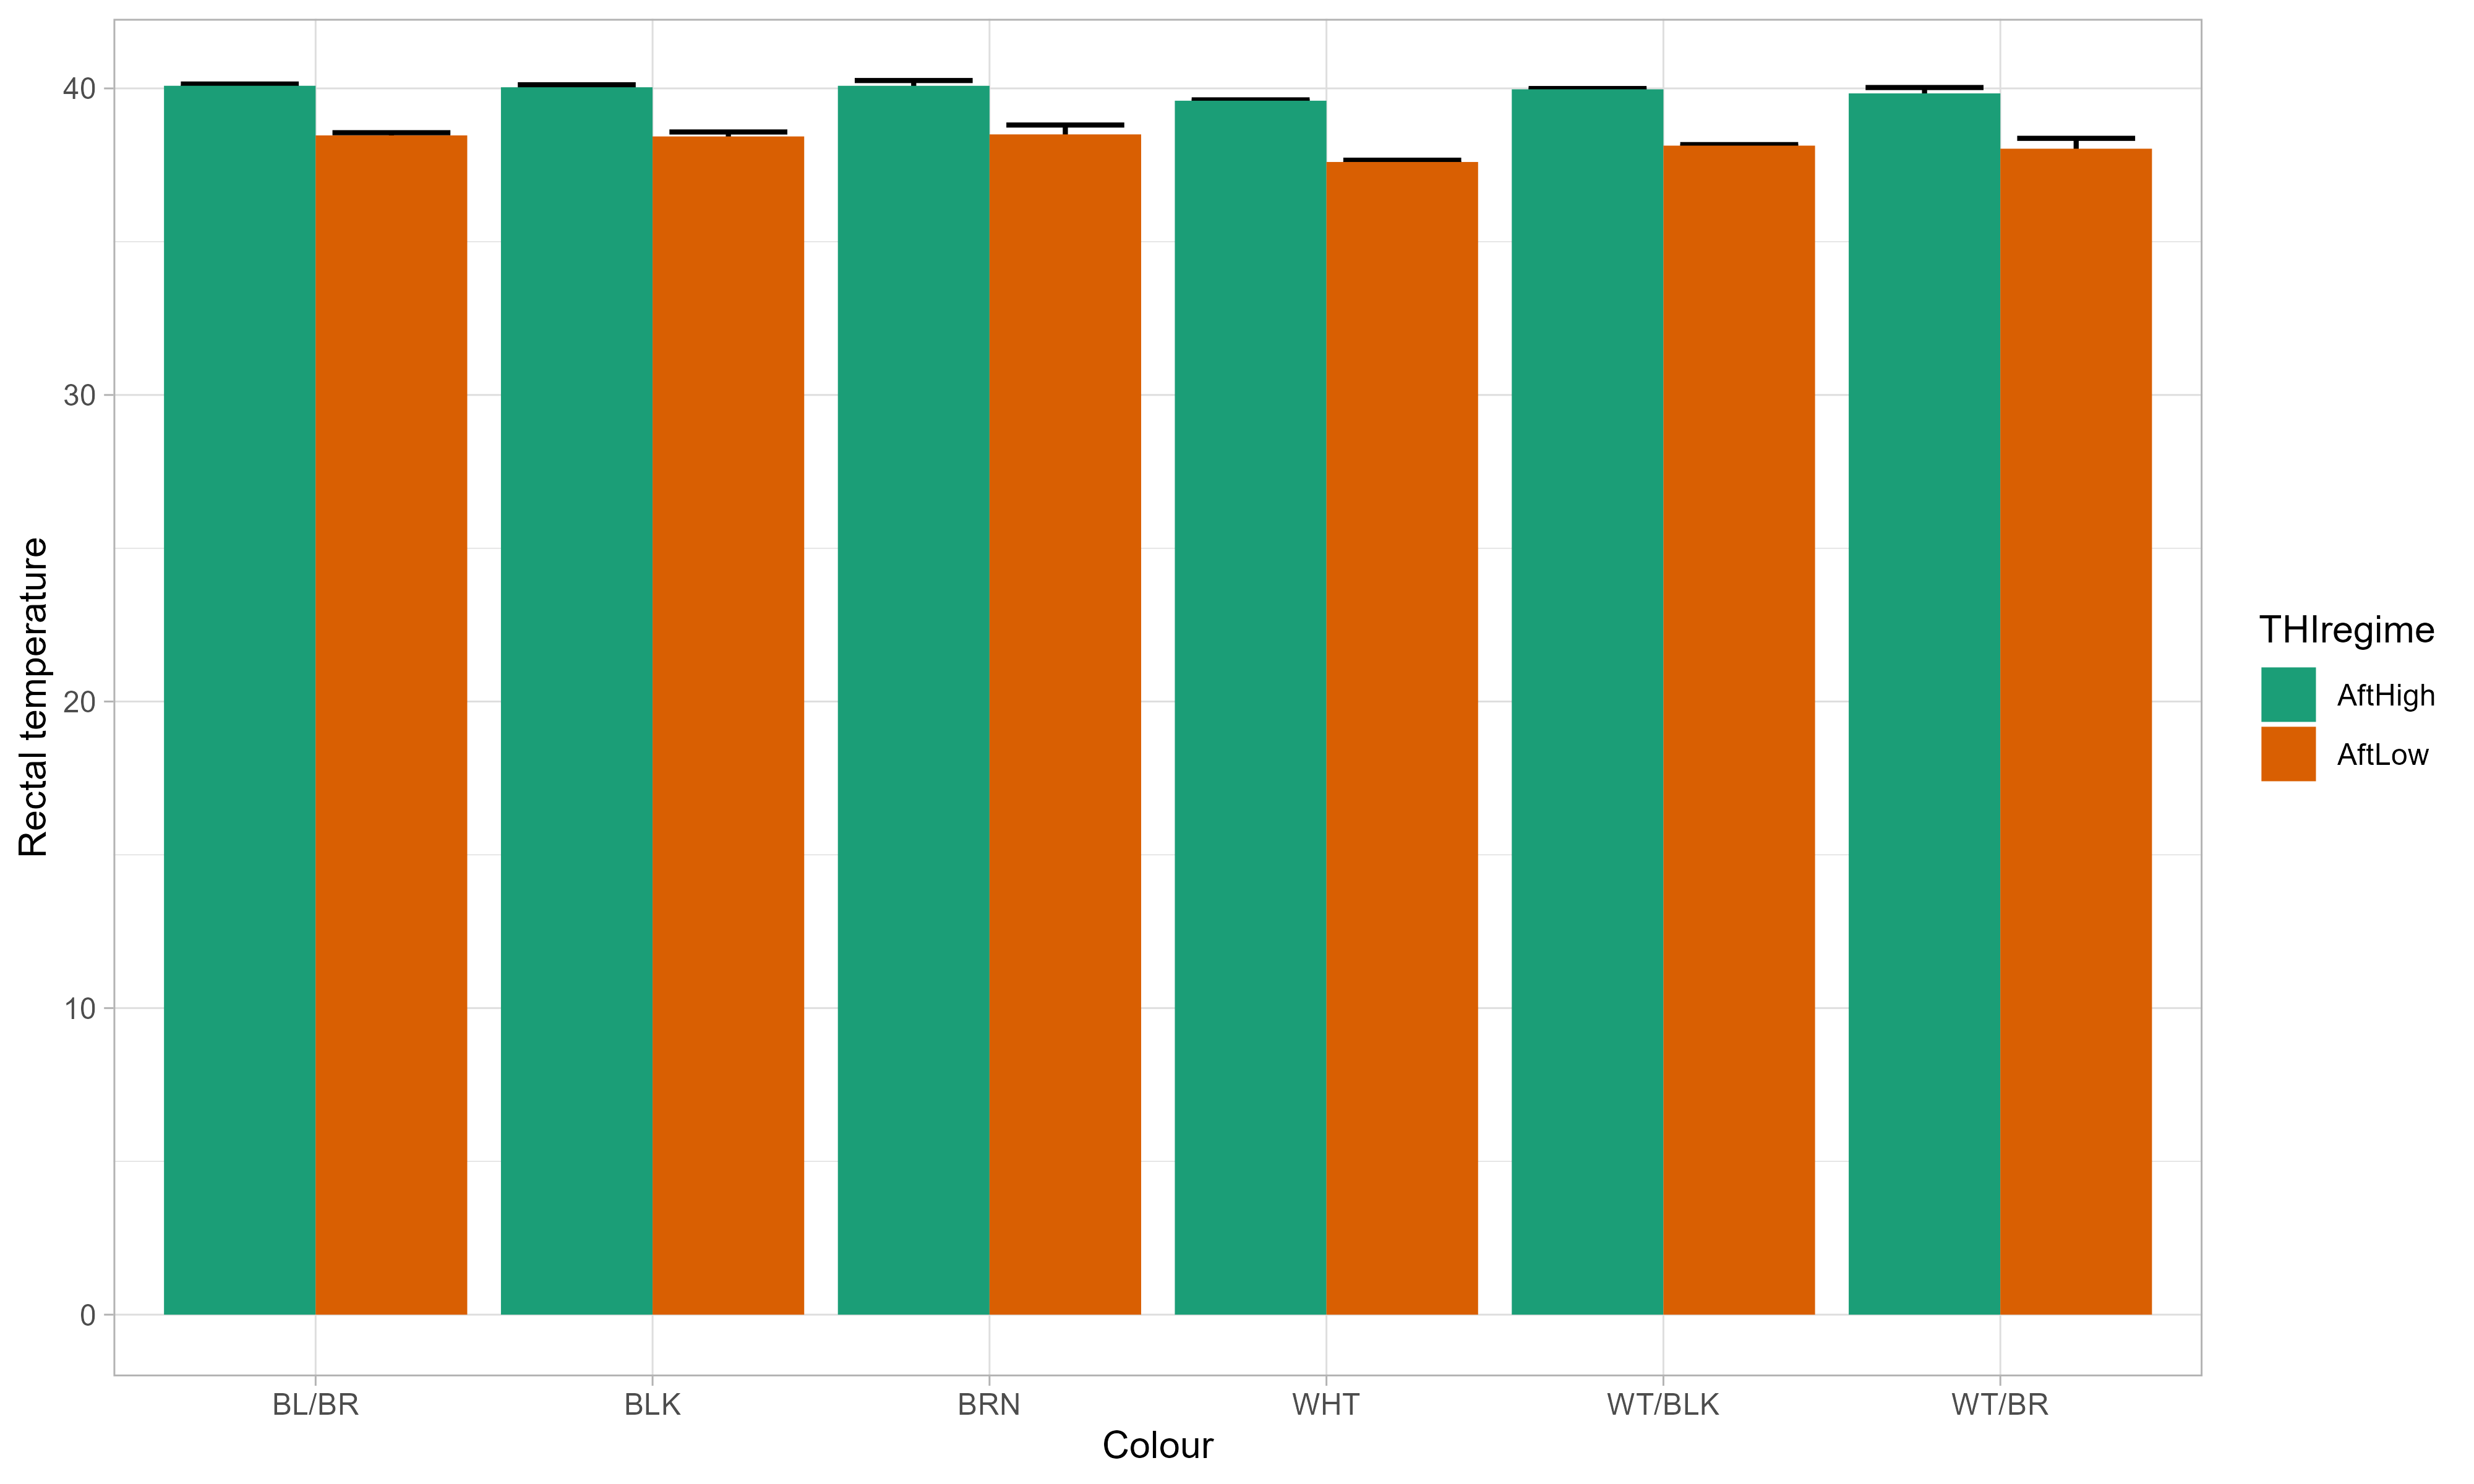 40
30
20
10
0
Rectal temperature
BL/BR BLK BRN WHT WT/BLK WT/BR
Colour
THIregime
AftHigh
AftLow